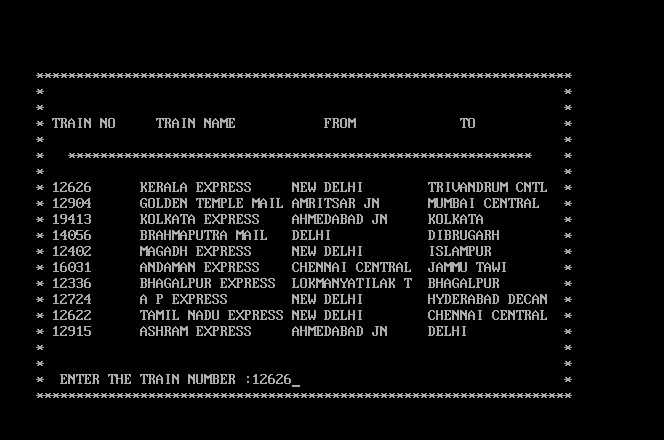 *******************************************************************
*                                                                 *
*                                                                 *
* TRAIN NO     TRAIN NAME           FROM             TO           *
*                                                                 *
*   **********************************************************    *
*                                                                 *
* 12626      KERALA EXPRESS     NEW DELHI        TRIVANDRUM CNTL  *
* 12904      GOLDEN TEMPLE MAIL AMRITSAR JN      MUMBAI CENTRAL   *
* 19413      KOLKATA EXPRESS    AHMEDABAD JN     KOLKATA          *
* 14056      BRAHMAPUTRA MAIL   DELHI            DIBRUGARH        *
* 12402      MAGADH EXPRESS     NEW DELHI        ISLAMPUR         *
* 16031      ANDAMAN EXPRESS    CHENNAI CENTRAL  JAMMU TAWI       *
* 12336      BHAGALPUR EXPRESS  LOKMANYATILAK T  BHAGALPUR        *
* 12724      A P EXPRESS        NEW DELHI        HYDERABAD DECAN  *
* 12622      TAMIL NADU EXPRESS NEW DELHI        CHENNAI CENTRAL  *
* 12915      ASHRAM EXPRESS     AHMEDABAD JN     DELHI            *
*                                                                 *
*                                                                 *
*  ENTER THE TRAIN NUMBER :12626_                                 *
*******************************************************************